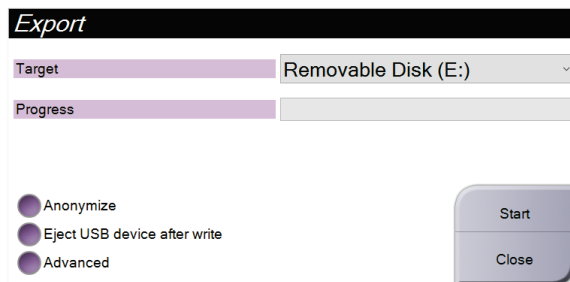 Export
Target
Removable Disk (E:)
Progress
Anonymize
Eject USB device after write
Advanced
Start
Close